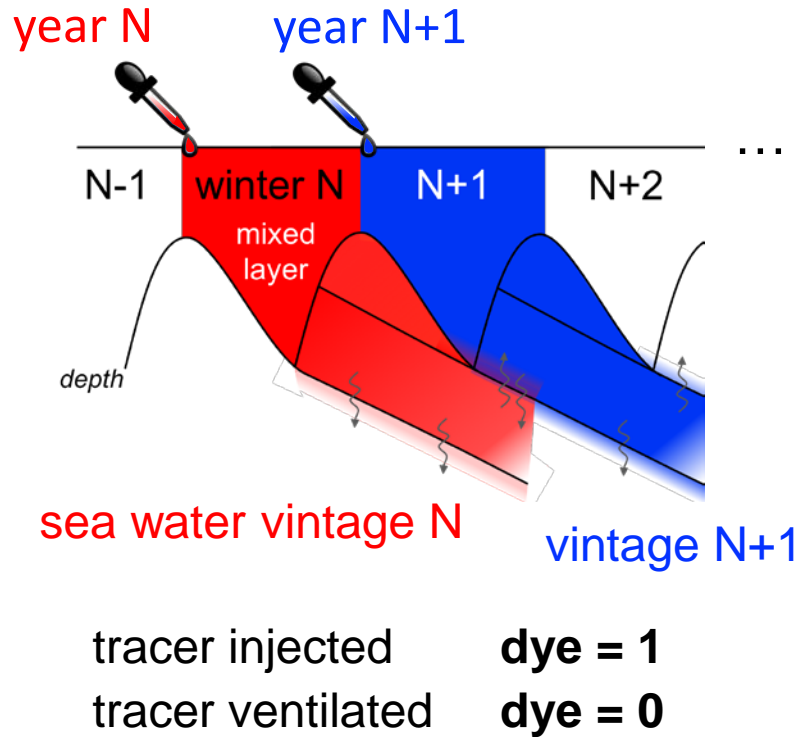 year N year N+1
N-1 winter N N+1 N+2 ...
mixed
layer
depth
sea water vintage N
vintage N+1
tracer injected dye = 1
tracer ventilated dye = 0